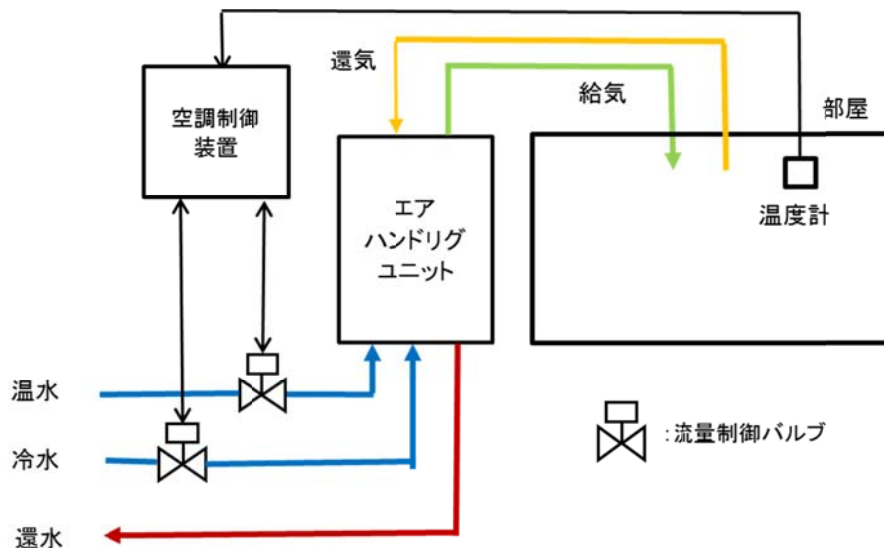 還気
給気
部屋
空調制御
装置
エア
ハンドリグ
ユニット
温度計
温水
冷水
:流量制御バルブ
還水